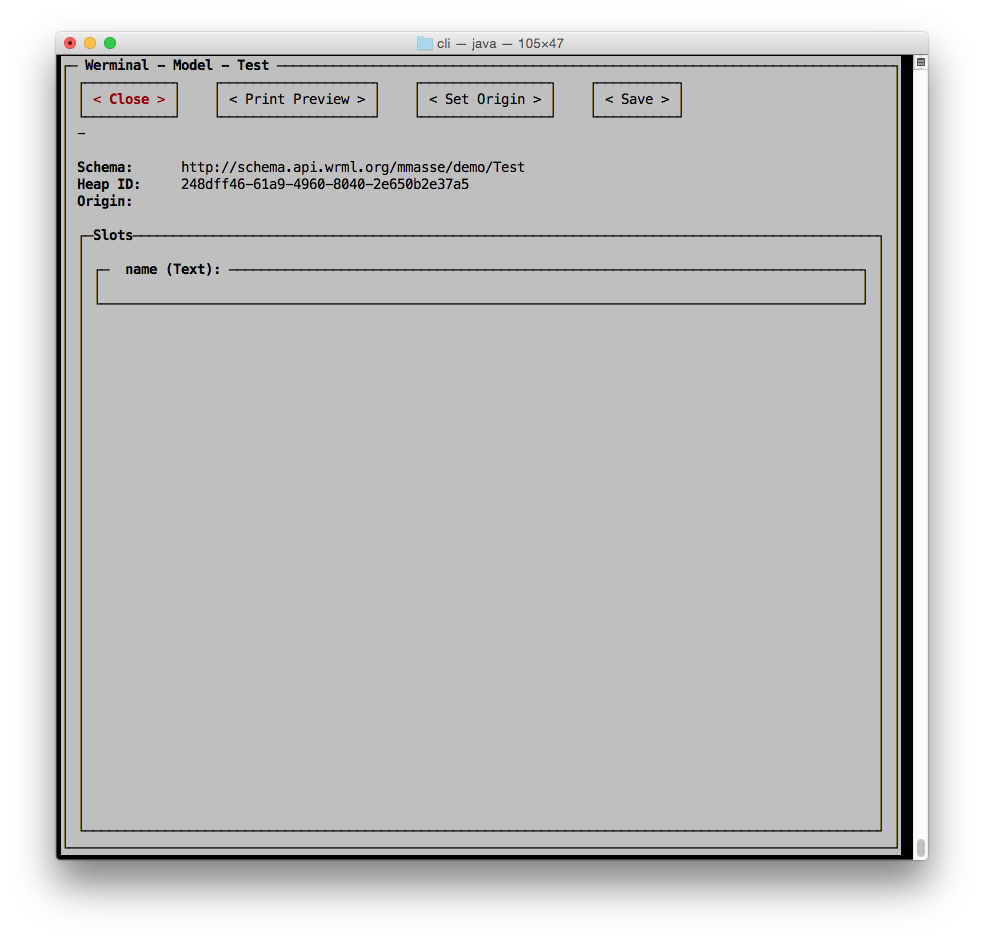 cli — java — 105×47
Werminal - Model - Test
< Close > < Print Preview > < Set Origin > < Save >
Schema: http://schema.api.wrml.org/mmasse/demo/Test
Heap ID: 248dff46-61a9-4960-8040-2e650b2e37a5
Origin:
Slots
name (Text):